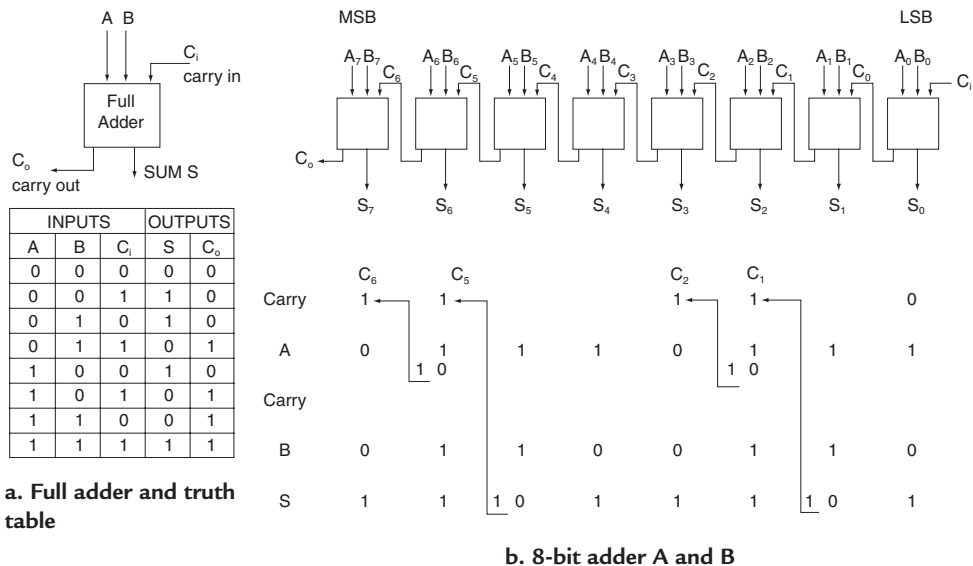 A B
C_i
carry in
Full
Adder
C_o
carry out
SUM S
INPUTS OUTPUTS
A B C_i S C_o
0 0 0 0 0
0 0 1 1 0
0 1 0 1 0
0 1 1 0 1
1 0 0 1 0
1 0 1 0 1
1 1 0 0 1
1 1 1 1 1
a. Full adder and truth
table
MSB LSB
A₇ B₇ C₆ A₆ B₆ C₅ A₅ B₅ C₄ A₄ B₄ C₃ A₃ B₃ C₂ A₂ B₂ C₁ A₁ B₁ C₀ A₀ B₀ C_i
C_o
S₇ S₆ S₅ S₄ S₃ S₂ S₁ S₀
C₆ C₅ C₂ C₁
Carry 1 1 1 1 0
A 0 1 1 1 0 1 1 1
1 0 1 0
Carry
B 0 1 1 0 0 1 1 0
S 1 1 1 0 1 1 1 1 0 1
b. 8-bit adder A and B